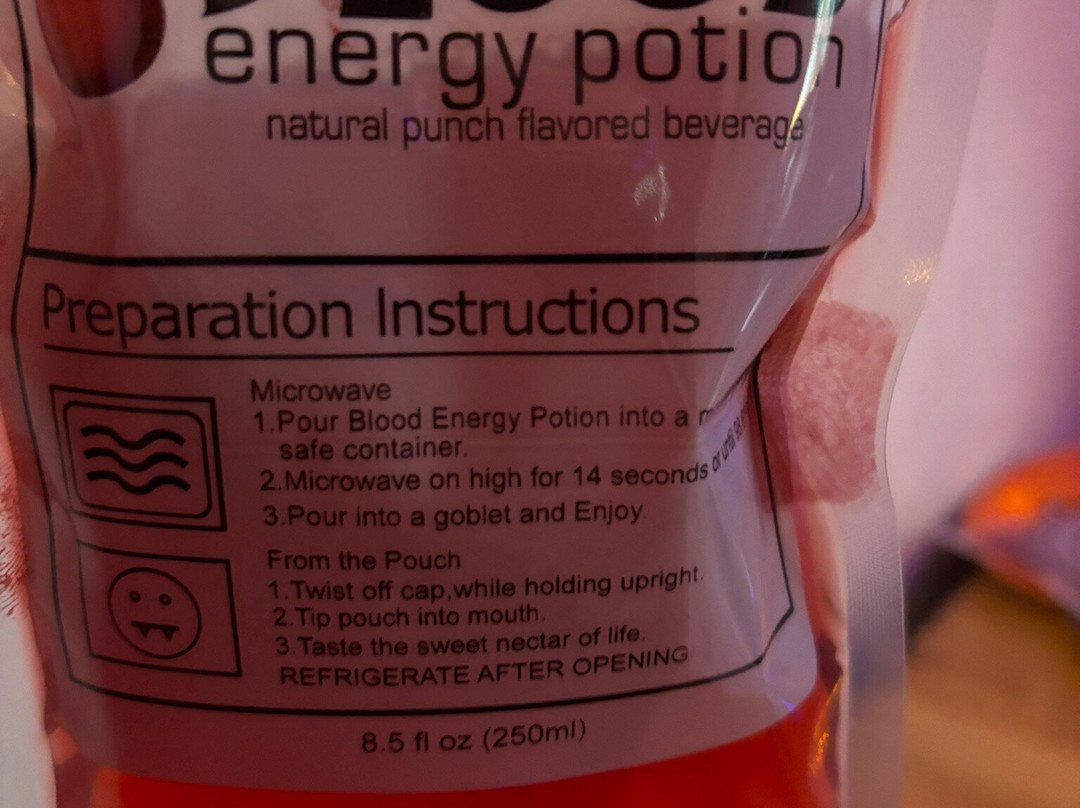 energy potion
natural punch flavored beverage
Preparation Instructions
Microwave
1.Pour Blood Energy Potion into a
safe container.
2.Microwave on high for 14 seconds or until
3.Pour into a goblet and Enjoy.
From the Pouch
1.Twist off cap,while holding upright.
2.Tip pouch into mouth.
3.Taste the sweet nectar of life.
REFRIGERATE AFTER OPENING
8.5 fl oz (250ml)